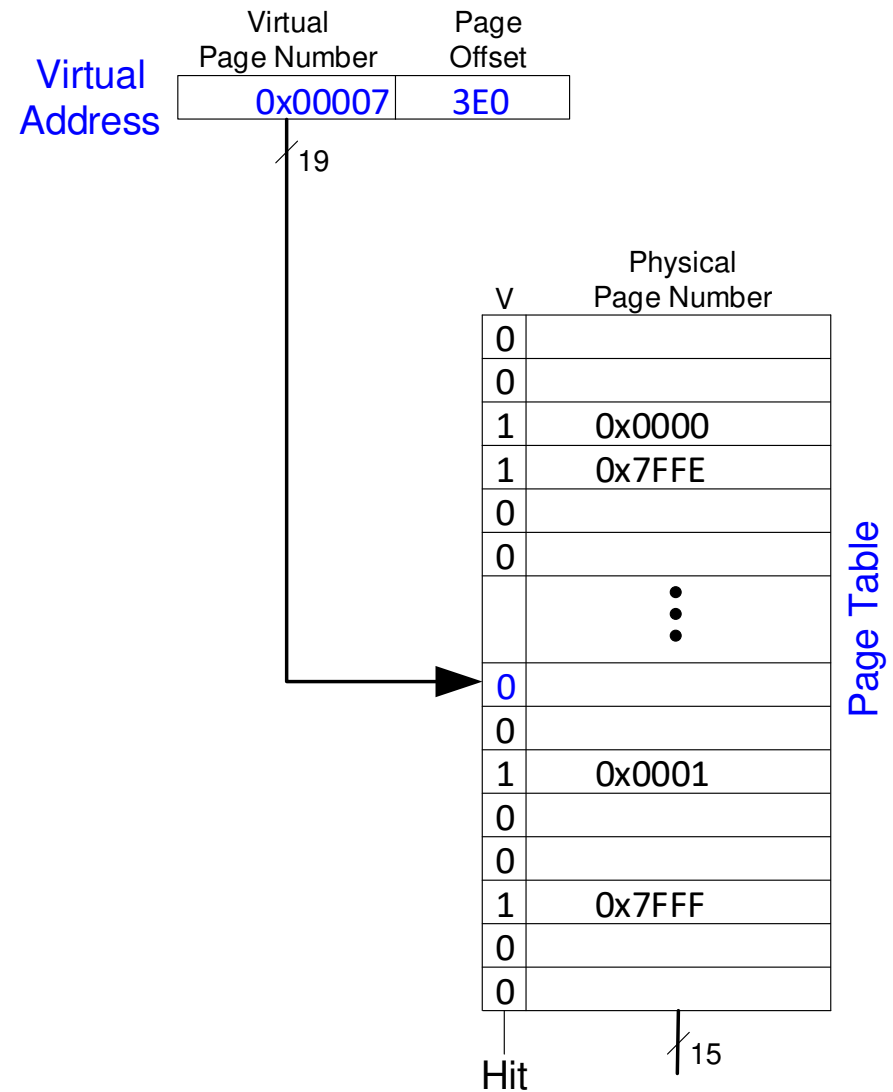 Virtual
Page Number
Page
Offset
Virtual
Address
0x00007
3E0
19
V
Physical
Page Number
0
0
1 0x0000
1 0x7FFE
0
0
0
0
1 0x0001
0
0
1 0x7FFF
0
0
Page Table
Hit
15